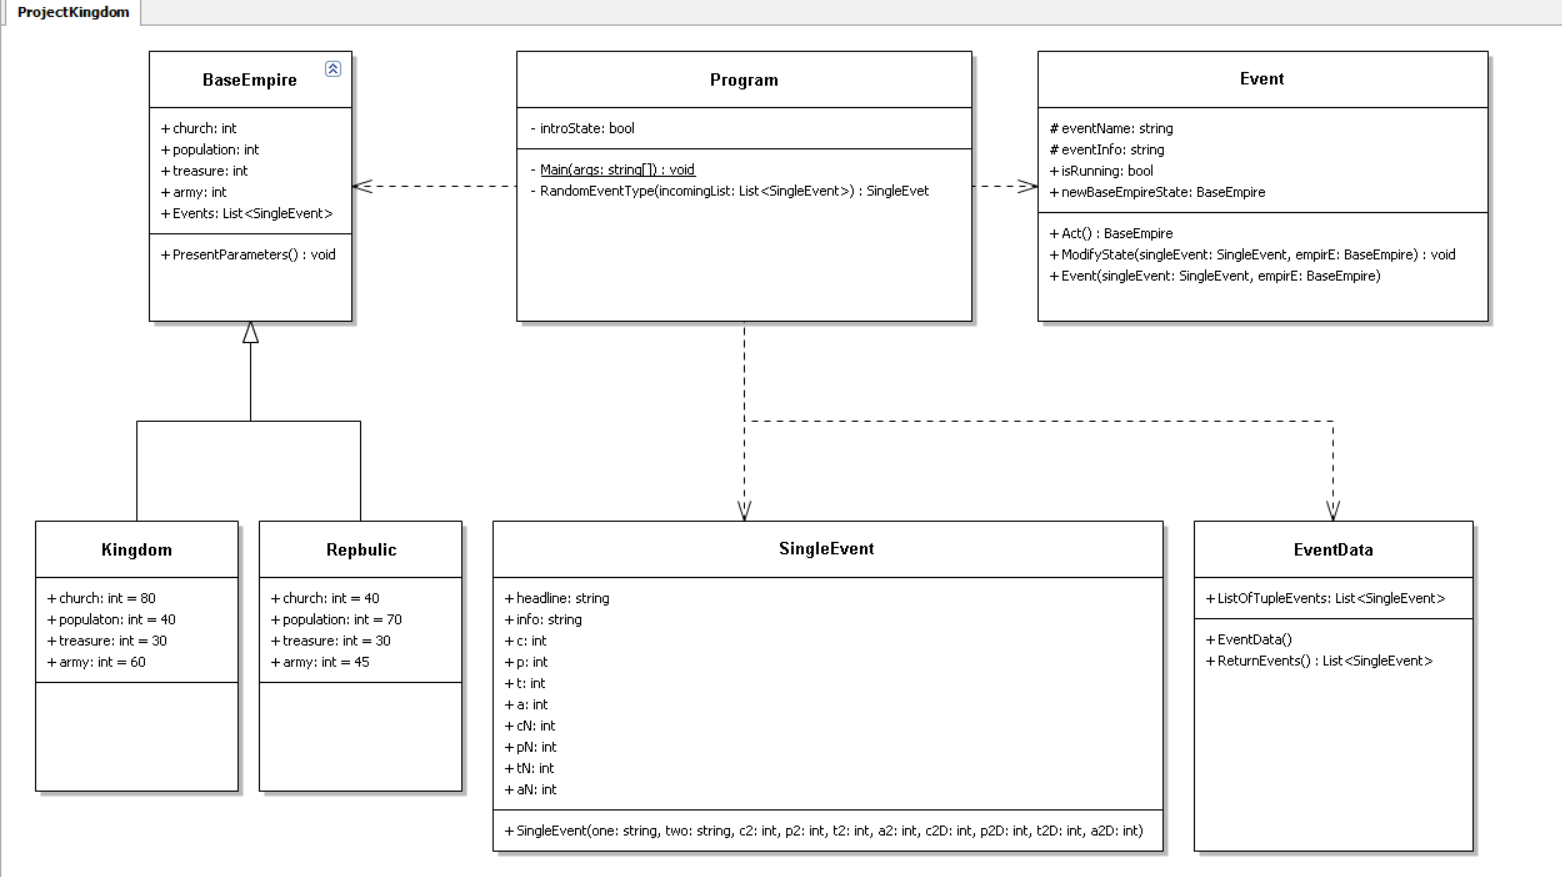 ProjectKingdom
BaseEmpire
+ church: int
+ population: int
+ treasure: int
+ army: int
+ Events: List<SingleEvent>
+ PresentParameters() : void
Program
- introState: bool
- Main(args: string[]) : void
- RandomEventType(incomingList: List<SingleEvent>) : SingleEvet
Event
# eventName: string
# eventInfo: string
+ isRunning: bool
+ newBaseEmpireState: BaseEmpire
+ Act() : BaseEmpire
+ ModifyState(singleEvent: SingleEvent, empirE: BaseEmpire) : void
+ Event(singleEvent: SingleEvent, empirE: BaseEmpire)
Kingdom
+ church: int = 80
+ populaton: int = 40
+ treasure: int = 30
+ army: int = 60
Repbulic
+ church: int = 40
+ population: int = 70
+ treasure: int = 30
+ army: int = 45
SingleEvent
+ headline: string
+ info: string
+ c: int
+ p: int
+ t: int
+ a: int
+ cN: int
+ pN: int
+ tN: int
+ aN: int
+ SingleEvent(one: string, two: string, c2: int, p2: int, t2: int, a2: int, c2D: int, p2D: int, t2D: int, a2D: int)
EventData
+ ListOfTupleEvents: List<SingleEvent>
+ EventData()
+ ReturnEvents() : List<SingleEvent>